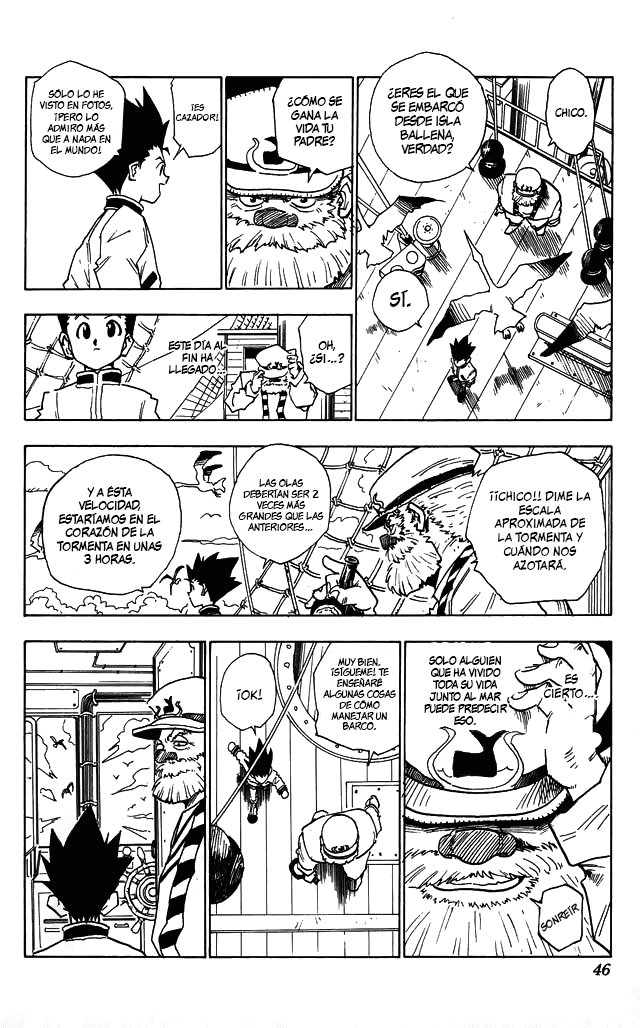 CHICO.
¿ERES EL QUE
SE EMBARCÓ
DESDE ISLA
BALLENA,
VERDAD?
SÍ.
¿CÓMO SE
GANA LA
VIDA TU
PADRE?
¡ES
CAZADOR!
SÓLO LO HE
VISTO EN FOTOS,
¡PERO LO
ADMIRO MÁS
QUE A NADA EN
EL MUNDO!
OH,
¿SI...?
ESTE DÍA AL
FIN HA
LLEGADO...
¡¡CHICO!! DIME LA
ESCALA
APROXIMADA DE
LA TORMENTA Y
CUÁNDO NOS
AZOTARÁ.
LAS OLAS
DEBERÍAN SER 2
VECES MÁS
GRANDES QUE LAS
ANTERIORES...
Y A ÉSTA
VELOCIDAD,
ESTARÍAMOS EN EL
CORAZÓN DE LA
TORMENTA EN UNAS
3 HORAS.
ES
CIERTO...
SOLO ALGUIEN
QUE HA VIVIDO
TODA SU VIDA
JUNTO AL MAR
PUEDE PREDECIR
ESO.
SONREÍR
MUY BIEN.
¡SÍGUEME! TE
ENSEÑARÉ
ALGUNAS COSAS
DE CÓMO
MANEJAR UN
BARCO.
¡OK!
46